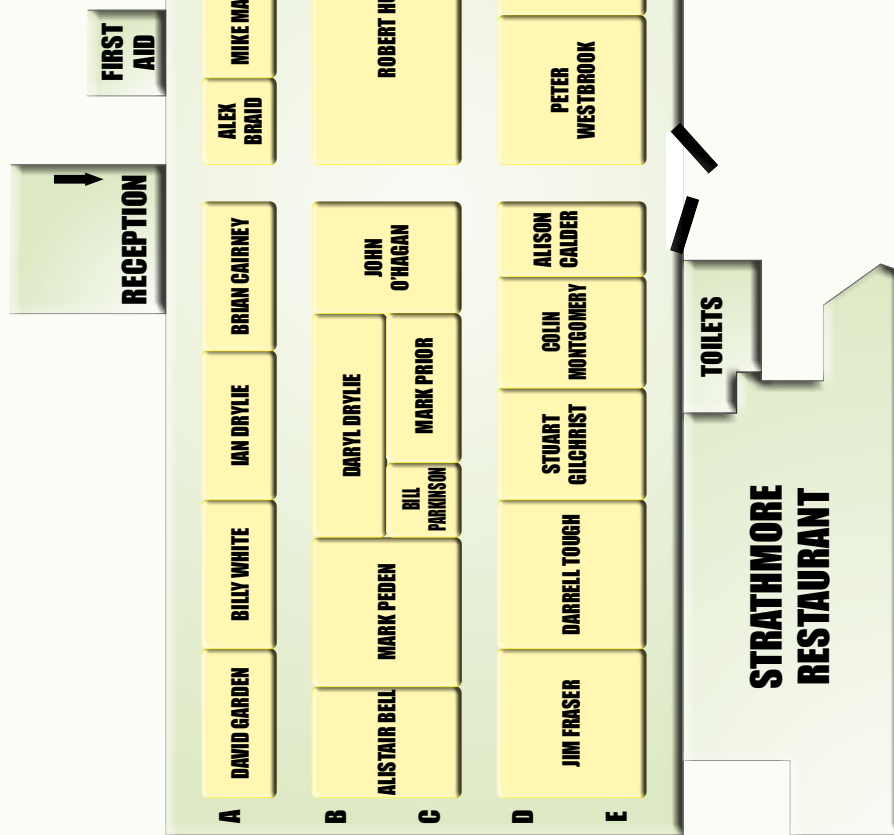 FIRST
AID
MIKE MA
ROBERT H
PETER
WESTBROOK
ALEX
BRAID
RECEPTION
BRIAN CAIRNEY
JOHN
O'HAGAN
ALISON
CALDER
COLIN
MONTGOMERY
TOILETS
IAN DRYLIE
DARYL DRYLIE
MARK PRIOR
STUART
GILCHRIST
BILL
PARKINSON
BILLY WHITE
MARK PEDEN
DARRELL TOUGH
STRATHMORE
RESTAURANT
DAVID GARDEN
ALISTAIR BELL
JIM FRASER
A
B
C
D
E